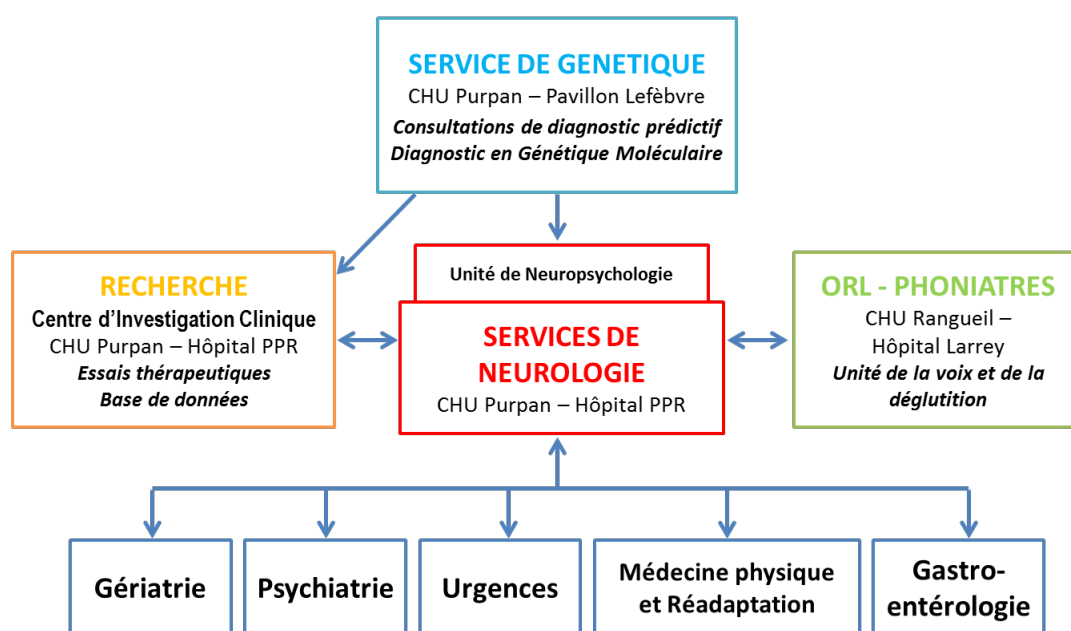 SERVICE DE GENETIQUE
CHU Purpan – Pavillon Lefèbvre
Consultations de diagnostic prédictif
Diagnostic en Génétique Moléculaire
RECHERCHE
Centre d’Investigation Clinique
CHU Purpan – Hôpital PPR
Essais thérapeutiques
Base de données
Unité de Neuropsychologie
SERVICES DE
NEUROLOGIE
CHU Purpan – Hôpital PPR
ORL - PHONIATRES
CHU Rangueil –
Hôpital Larrey
Unité de la voix et de la
déglutition
Gériatrie
Psychiatrie
Urgences
Médecine physique
et Réadaptation
Gastro-
entérologie